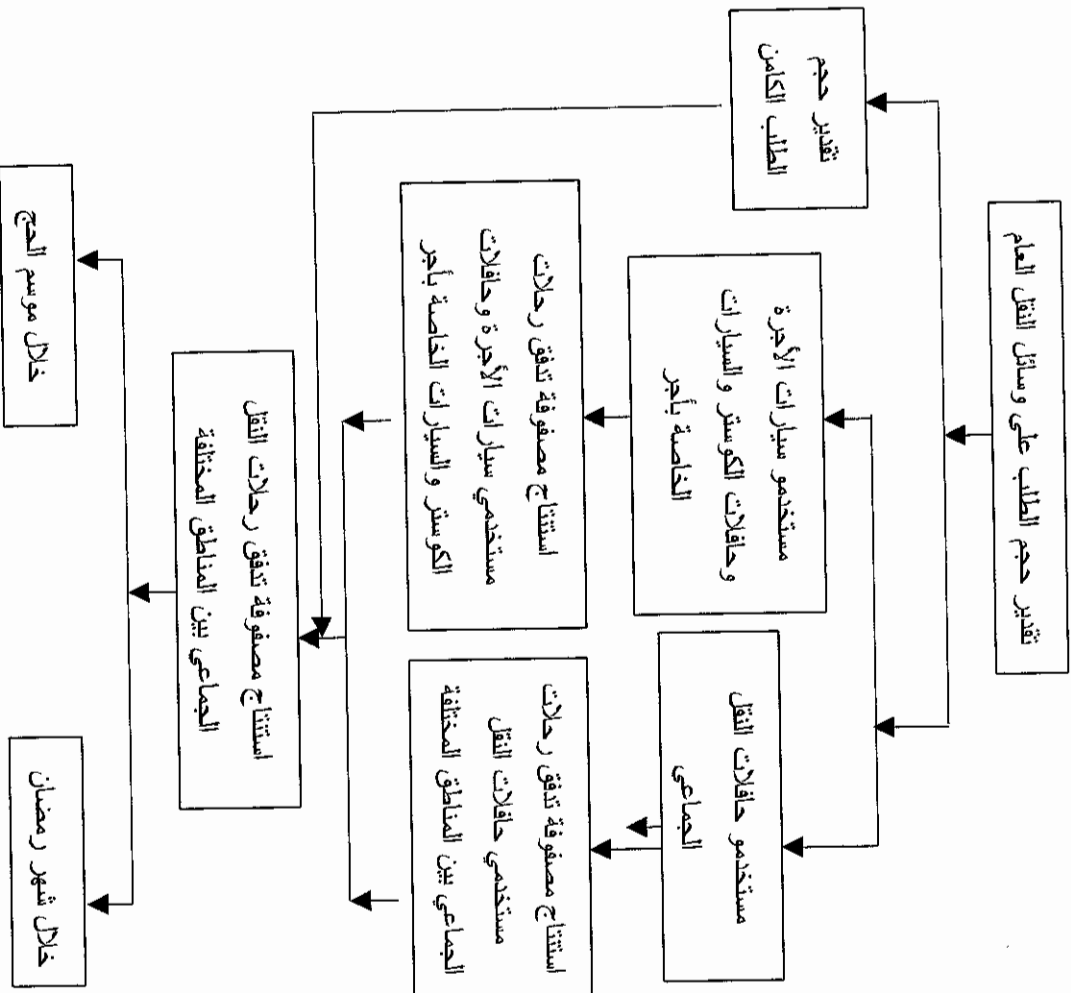 تقدير حجم الطلب على وسائل النقل العام
تقدير حجم
الطلب الكامن
مستخدمو سيارات الأجرة
وحافلات الكوستر والسيارات
الخاصة بأجر
مستخدمو حافلات النقل
الجماعي
استنتاج مصفوفة تدفق رحلات
مستخدمي سيارات الأجرة وحافلات
الكوستر والسيارات الخاصة بأجر
استنتاج مصفوفة تدفق رحلات
مستخدمي حافلات النقل
الجماعي بين المناطق المختلفة
استنتاج مصفوفة تدفق رحلات النقل
الجماعي بين المناطق المختلفة
خلال موسم الحج
خلال شهر رمضان